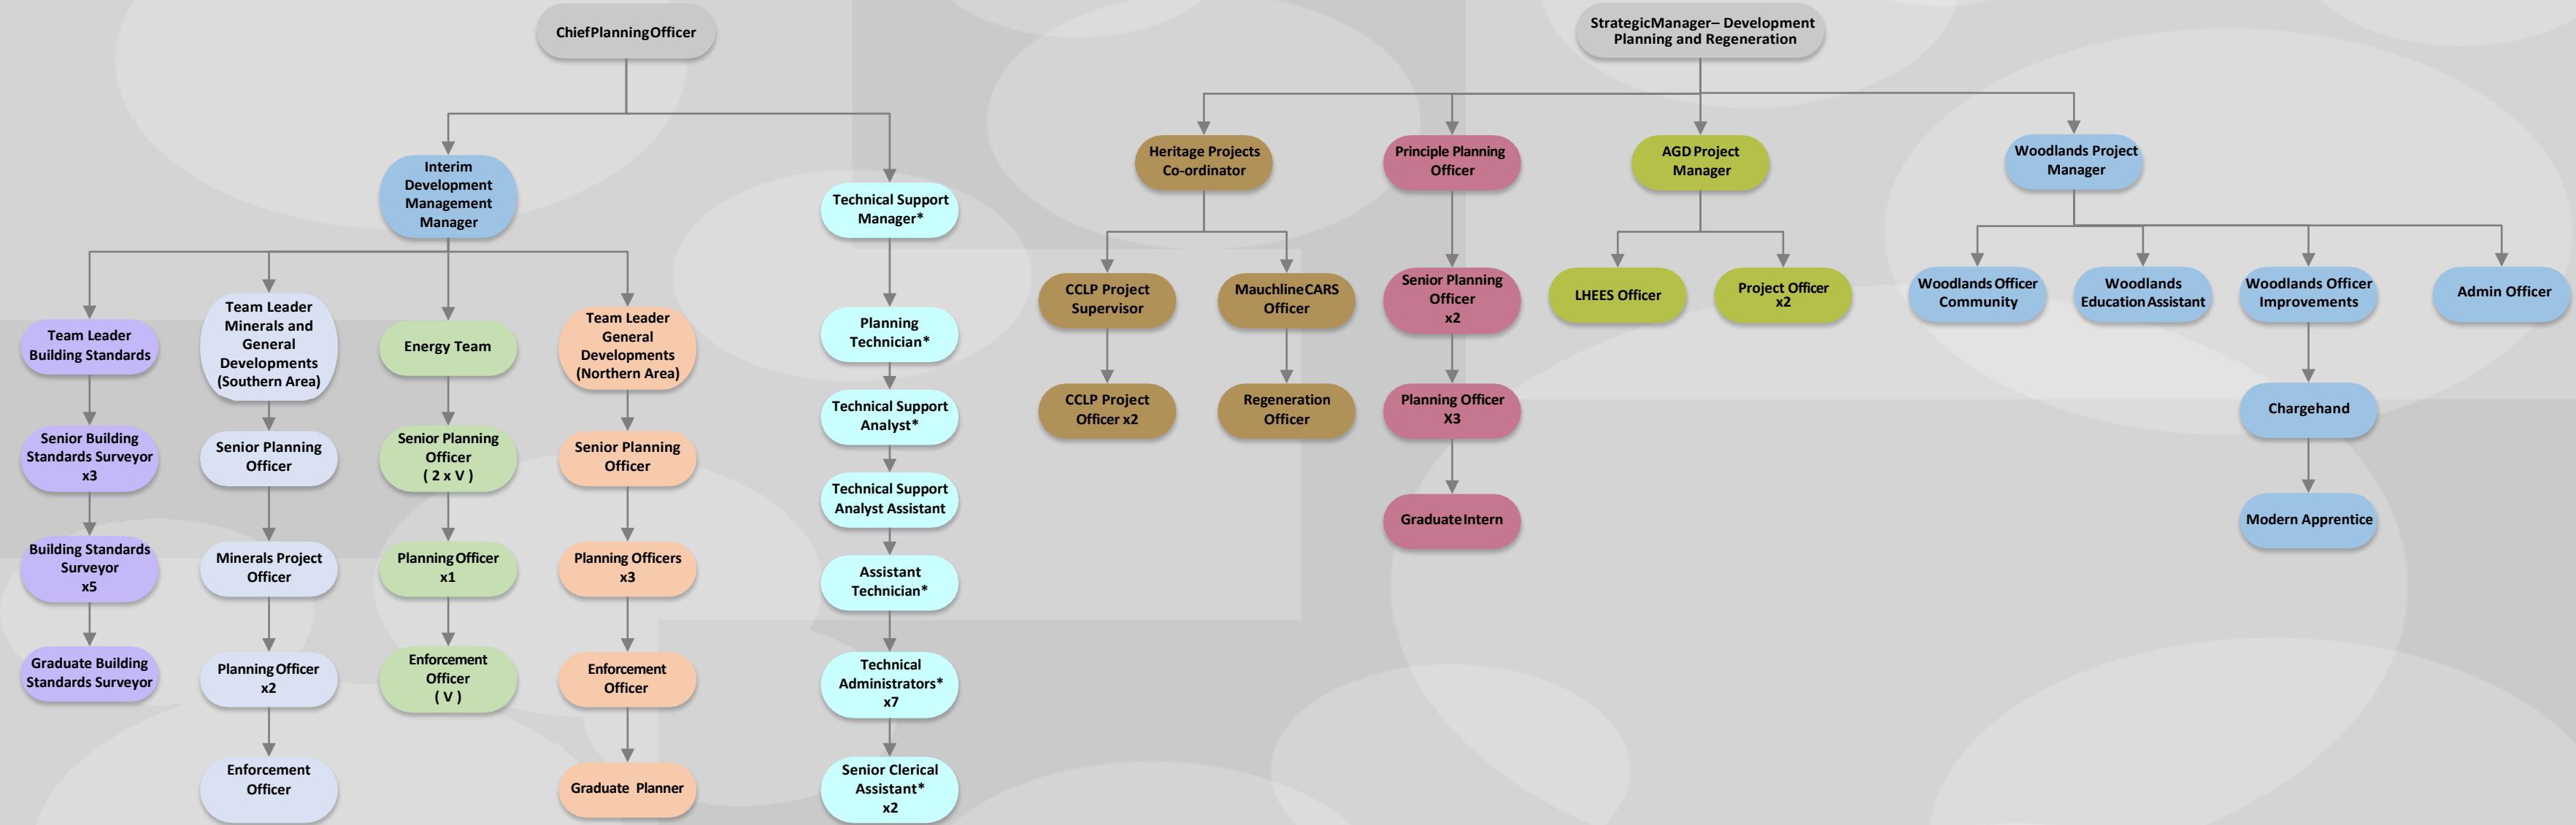 ChiefPlanningOfficer
StrategicManager– Development
Planning and Regeneration
Interim
Development
Management
Manager
Technical Support
Manager*
Heritage Projects
Co-ordinator
Principle Planning
Officer
AGD Project
Manager
Woodlands Project
Manager
Team Leader
Building Standards
Team Leader
Minerals and
General
Developments
(Southern Area)
Energy Team
Team Leader
General
Developments
(Northern Area)
Planning
Technician*
CCLP Project
Supervisor
MauchlineCARS
Officer
Senior Planning
Officer
x2
LHEES Officer
Project Officer
x2
Woodlands Officer
Community
Woodlands
Education Assistant
Woodlands Officer
Improvements
Admin Officer
Senior Building
Standards Surveyor
x3
Senior Planning
Officer
Senior Planning
Officer
( 2 x V )
Senior Planning
Officer
Technical Support
Analyst*
CCLP Project
Officer x2
Regeneration
Officer
Planning Officer
X3
Chargehand
Technical Support
Analyst Assistant
Graduate Intern
Modern Apprentice
Building Standards
Surveyor
x5
Minerals Project
Officer
Planning Officer
x1
Planning Officers
x3
Assistant
Technician*
Graduate Building
Standards Surveyor
Planning Officer
x2
Enforcement
Officer
( V )
Enforcement
Officer
Technical
Administrators*
x7
Enforcement
Officer
Graduate Planner
Senior Clerical
Assistant*
x2